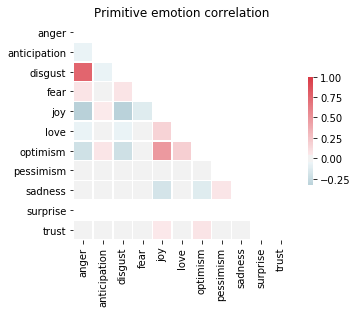 Primitive emotion correlation
anger
anticipation
disgust
fear
joy
love
optimism
pessimism
sadness
surprise
trust
1.00
0.75
0.50
0.25
0.00
−0.25
anger
anticipation
disgust
fear
joy
love
optimism
pessimism
sadness
surprise
trust